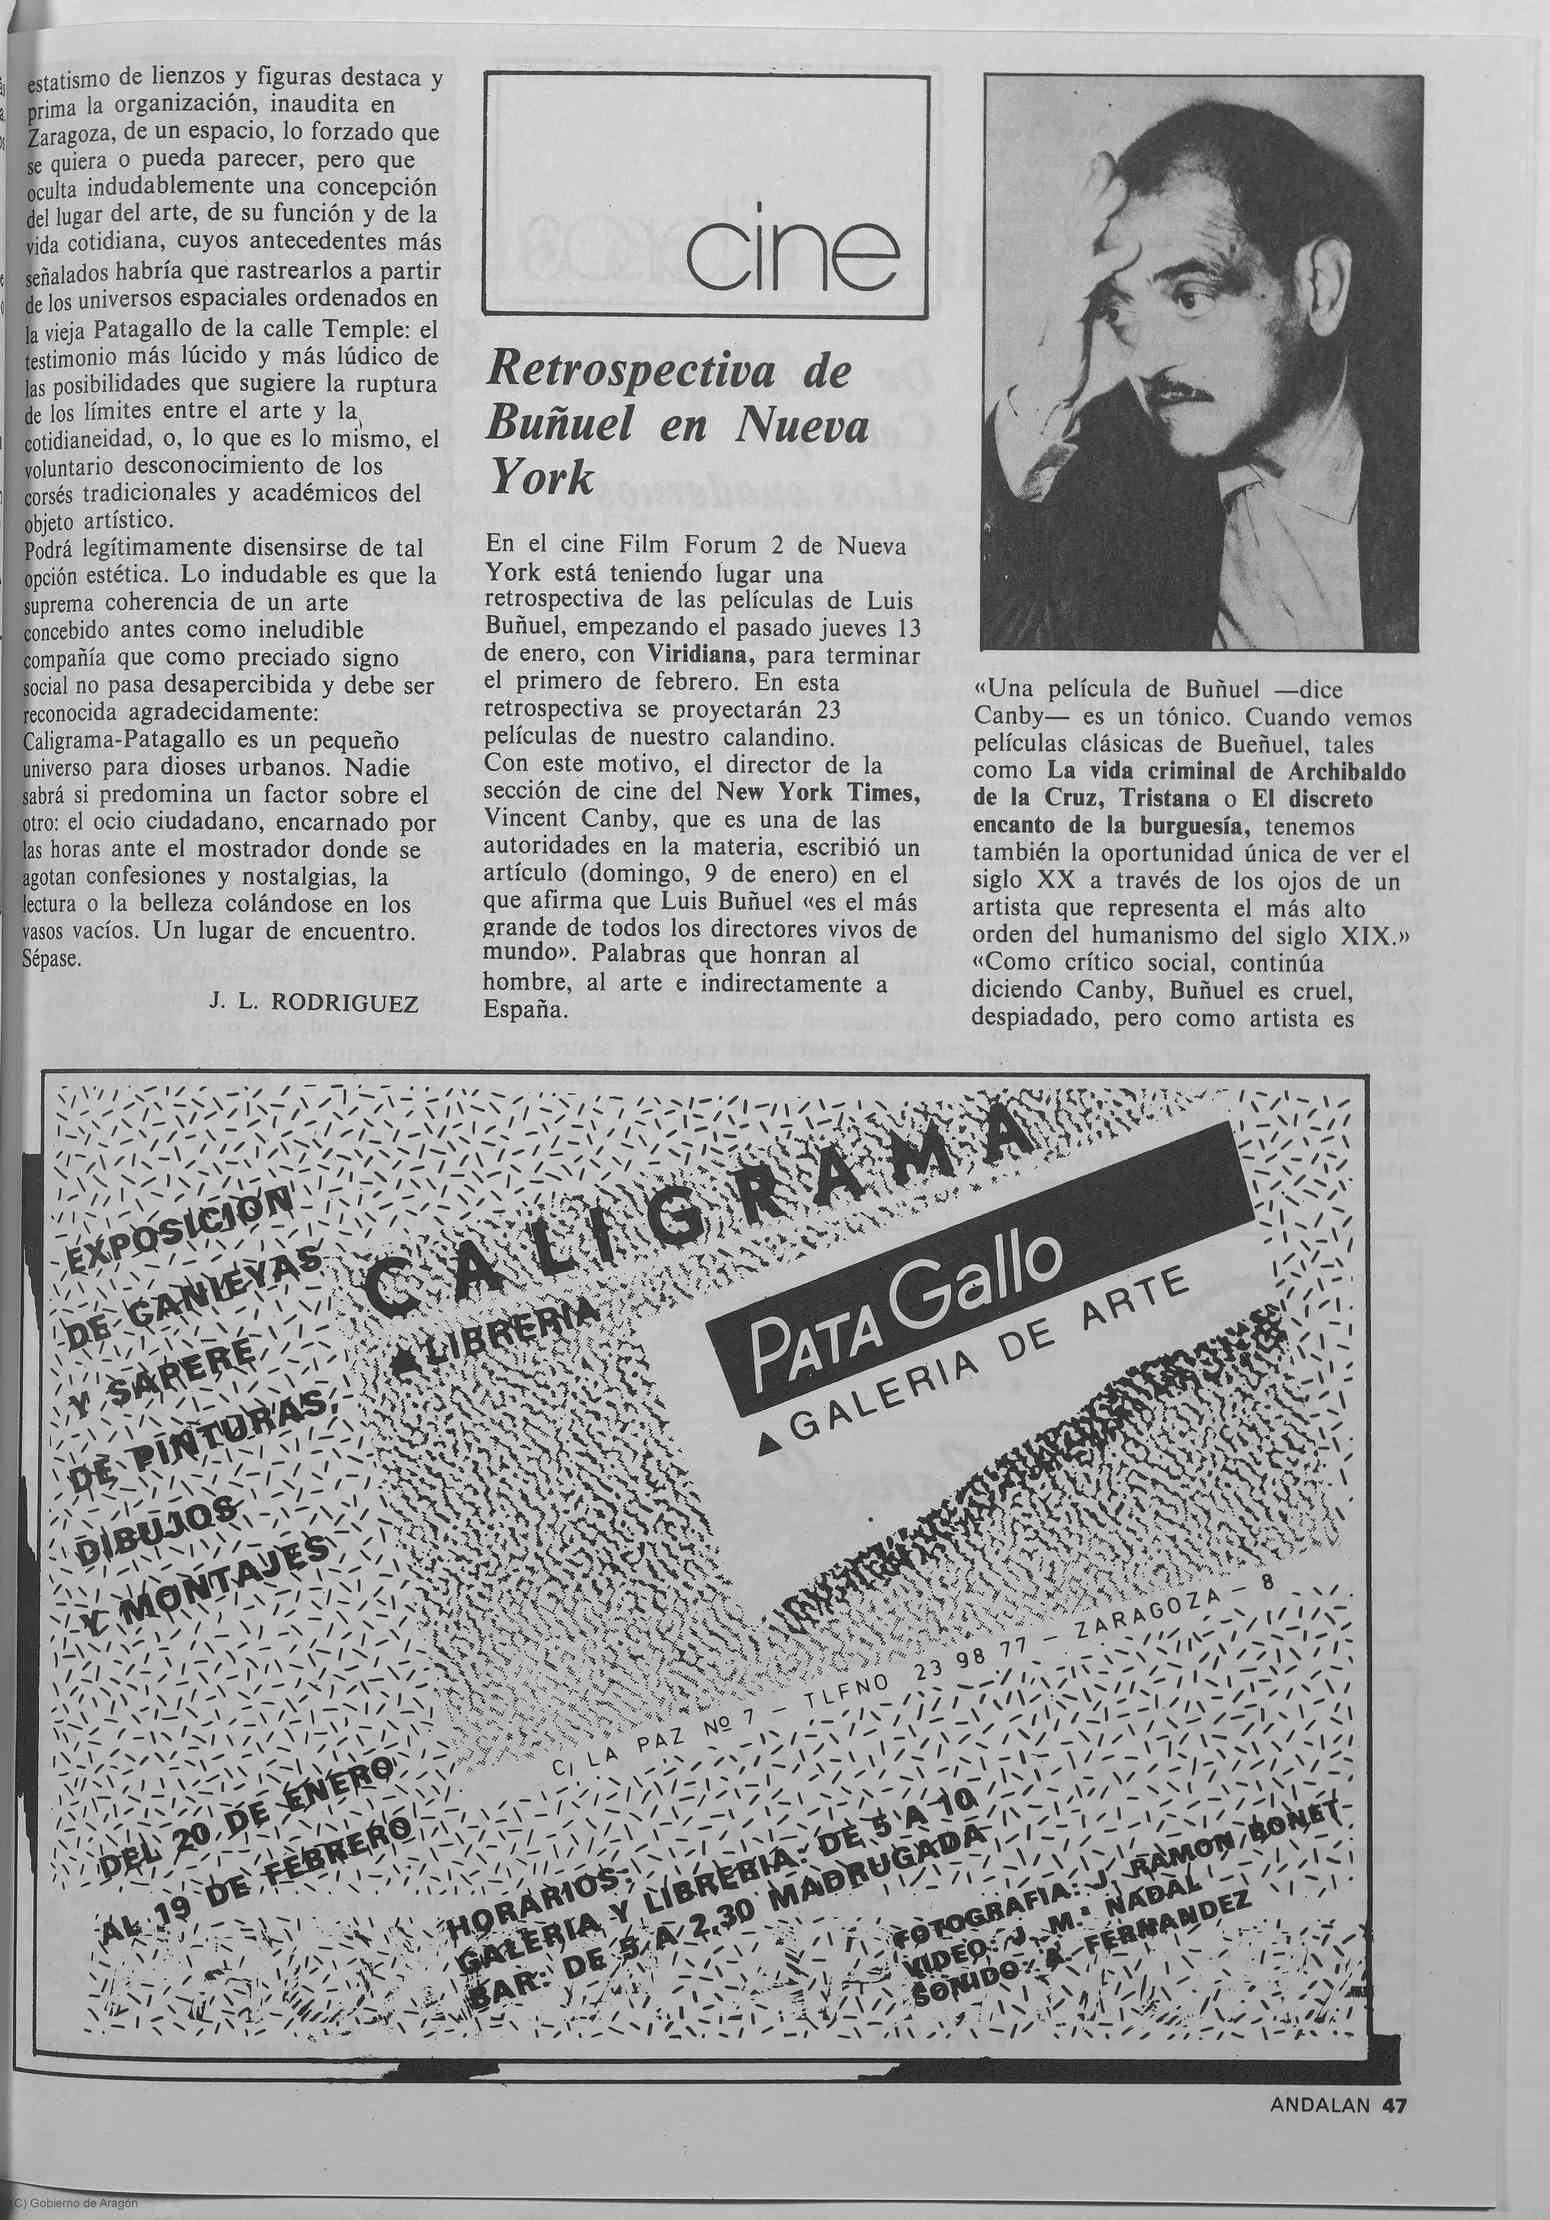 estatismo de lienzos y figuras destaca y
prima la organización, inaudita en
Zaragoza, de un espacio, lo forzado que
se quiera o pueda parecer, pero que
oculta indudablemente una concepción
del lugar del arte, de su función y de la
vida cotidiana, cuyos antecedentes más
señalados habría que rastrearlos a partir
de los universos espaciales ordenados en
la vieja Patagallo de la calle Temple: el
testimonio más lúcido y más lúdico de
las posibilidades que sugiere la ruptura
de los límites entre el arte y la
cotidianeidad, o, lo que es lo mismo, el
voluntario desconocimiento de los
corsés tradicionales y académicos del
objeto artístico.
Podrá legítimamente disensirse de tal
opción estética. Lo indudable es que la
suprema coherencia de un arte
concebido antes como ineludible
compañía que como preciado signo
social no pasa desapercibida y debe ser
reconocida agradecidamente:
Caligrama-Patagallo es un pequeño
universo para dioses urbanos. Nadie
sabrá si predomina un factor sobre el
otro: el ocio ciudadano, encarnado por
las horas ante el mostrador donde se
agotan confesiones y nostalgias, la
lectura o la belleza colándose en los
vasos vacíos. Un lugar de encuentro.
Sépase.
J. L. RODRIGUEZ
cine
Retrospectiva de
Buñuel en Nueva
York
En el cine Film Forum 2 de Nueva
York está teniendo lugar una
retrospectiva de las películas de Luis
Buñuel, empezando el pasado jueves 13
de enero, con Viridiana, para terminar
el primero de febrero. En esta
retrospectiva se proyectarán 23
películas de nuestro calandino.
Con este motivo, el director de la
sección de cine del New York Times,
Vincent Canby, que es una de las
autoridades en la materia, escribió un
artículo (domingo, 9 de enero) en el
que afirma que Luis Buñuel «es el más
grande de todos los directores vivos de
mundo». Palabras que honran al
hombre, al arte e indirectamente a
España.
«Una película de Buñuel —dice
Canby— es un tónico. Cuando vemos
películas clásicas de Bueñuel, tales
como La vida criminal de Archibaldo
de la Cruz, Tristana o El discreto
encanto de la burguesía, tenemos
también la oportunidad única de ver el
siglo XX a través de los ojos de un
artista que representa el más alto
orden del humanismo del siglo XIX.»
«Como crítico social, continúa
diciendo Canby, Buñuel es cruel,
despiadado, pero como artista es
EXPOSICION
DE GANIEYAS
Y SAPERE
DE PINTURAS,
DIBUJOS
Y MONTAJES
CALIGRAMA
LIBRERIA
PATA Gallo
GALERIA DE ARTE
C/ LA PAZ Nº 7 – TLFNO 23 98 77 – ZARAGOZA – 8
DEL 20 DE ENERO
AL 19 DE FEBRERO
HORARIOS:
GALERIA Y LIBRERIA: DE 5 A 10
BAR: DE 5 A 2,30 MADRUGADA
FOTOGRAFIA: J. RAMON BONET
VIDEO: J. M.ª NADAL
SONIDO: A. FERNANDEZ
ANDALAN 47
(C) Gobierno de Aragón